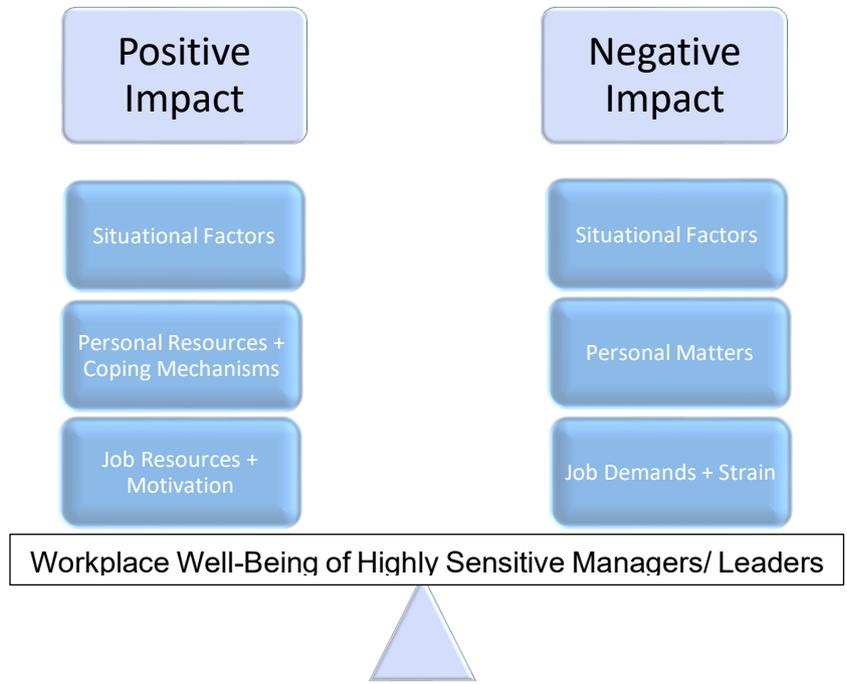 Positive
Impact
Negative
Impact
Situational Factors
Situational Factors
Personal Resources +
Coping Mechanisms
Personal Matters
Job Resources +
Motivation
Job Demands + Strain
Workplace Well-Being of Highly Sensitive Managers/ Leaders